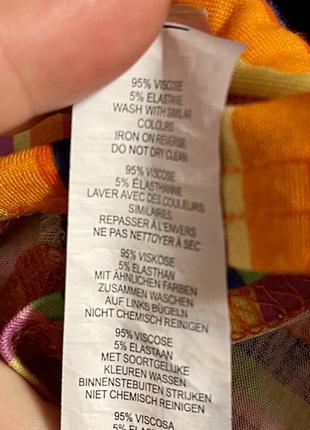 95% VISCOSE
5% ELASTANE
WASH WITH SIMILAR
COLOURS
IRON ON REVERSE
DO NOT DRY CLEAN
95% VISCOSE
5% ÉLASTHANNE
LAVER AVEC DES COULEURS
SIMILAIRES
REPASSER À L'ENVERS
NE PAS NETTOYER À SEC
95% VISKOSE
5% ELASTHAN
MIT ÄHNLICHEN FARBEN
ZUSAMMEN WASCHEN
AUF LINKS BÜGELN
NICHT CHEMISCH REINIGEN
95% VISCOSE
5% ELASTAAN
MET SOORTGELIJKE
KLEUREN WASSEN
BINNENSTEBUITEN STRIJKEN
NIET CHEMISCH REINIGEN
95% VISCOSA